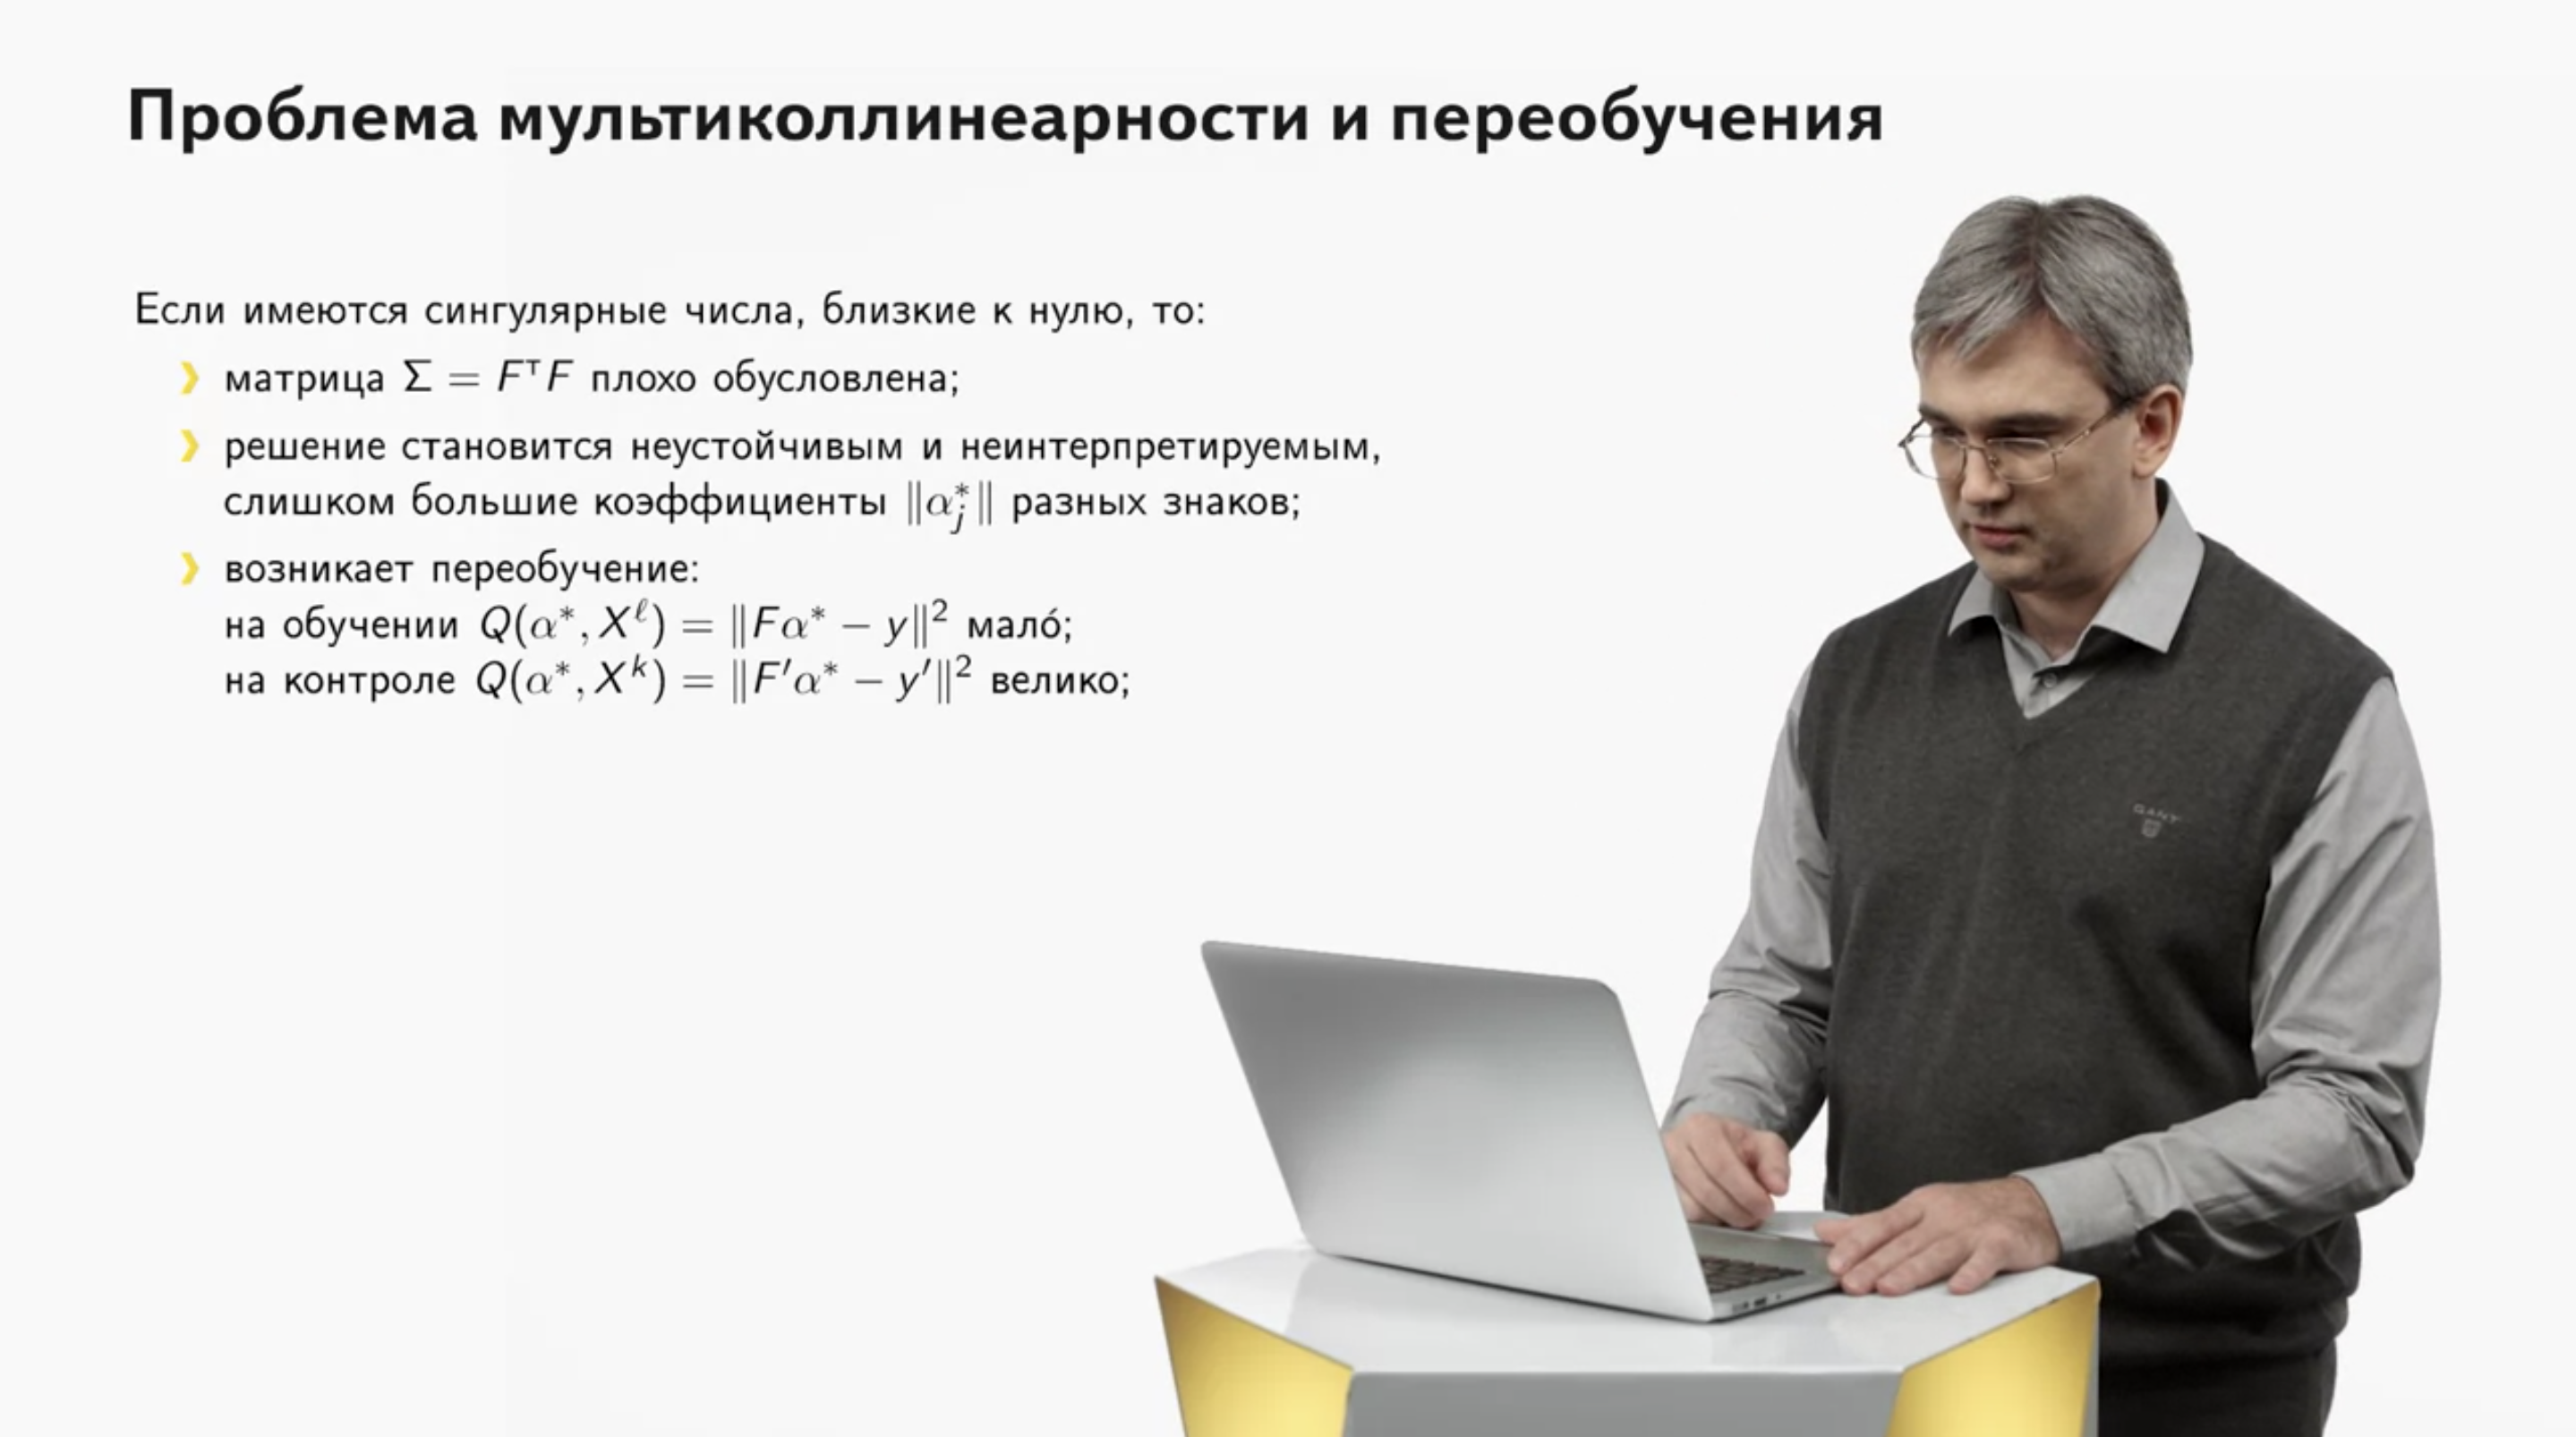 Проблема мультиколлинеарности и переобучения
Если имеются сингулярные числа, близкие к нулю, то:
❯ матрица Σ = FᵀF плохо обусловлена;
❯ решение становится неустойчивым и неинтерпретируемым,
слишком большие коэффициенты ‖α*ⱼ‖ разных знаков;
❯ возникает переобучение:
на обучении Q(α*, Xˡ) = ‖Fα* − y‖² мало́;
на контроле Q(α*, Xᵏ) = ‖F′α* − y′‖² велико;
GANT